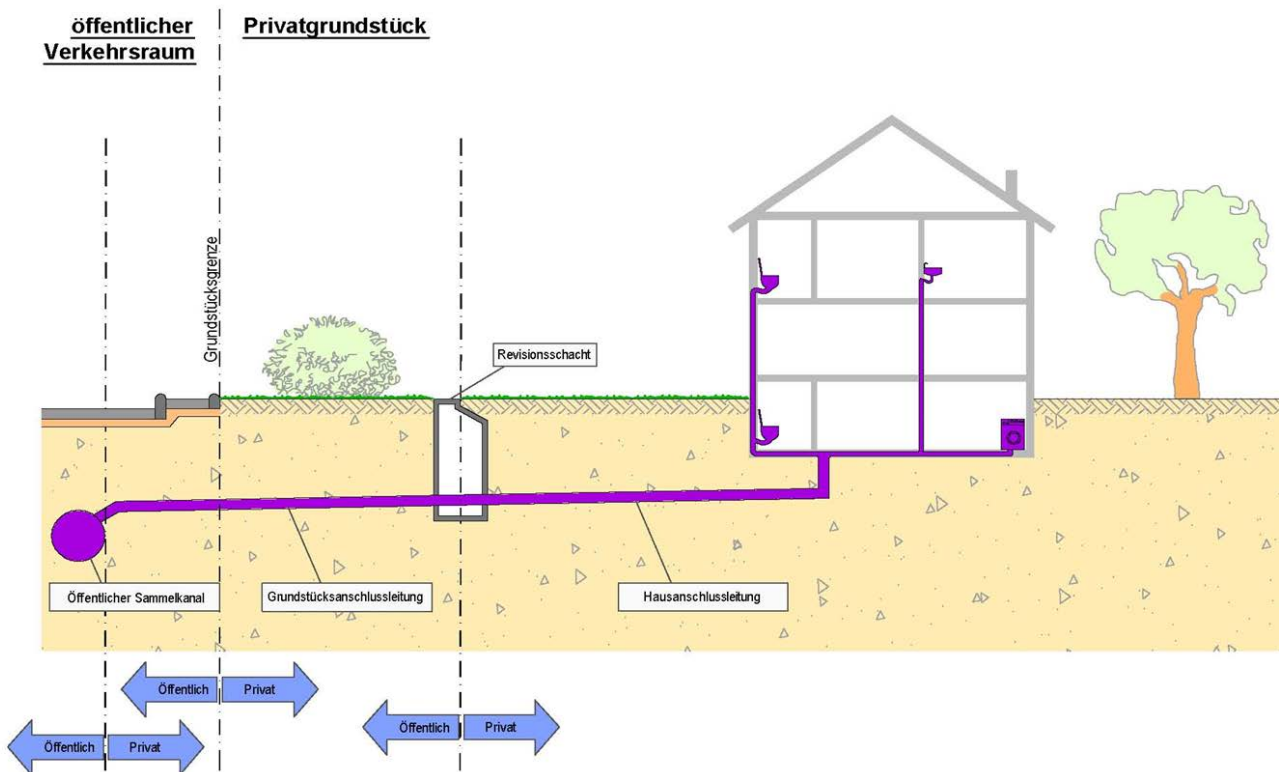 öffentlicher
Verkehrsraum
Privatgrundstück
Grundstücksgrenze
Revisionsschacht
Öffentlicher Sammelkanal
Grundstücksanschlussleitung
Hausanschlussleitung
Öffentlich
Privat
Öffentlich
Privat
Öffentlich
Privat